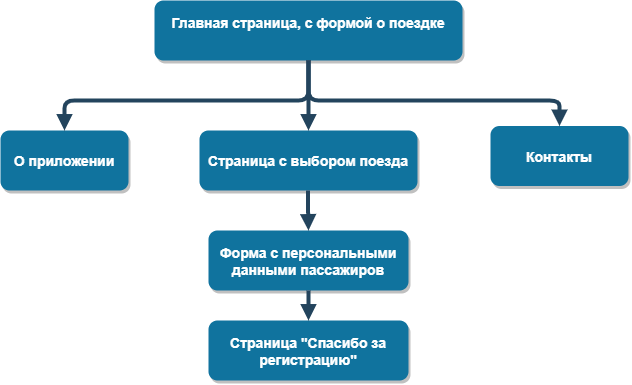 Главная страница, с формой о поездке
О приложении
Страница с выбором поезда
Контакты
Форма с персональными
данными пассажиров
Страница "Спасибо за
регистрацию"